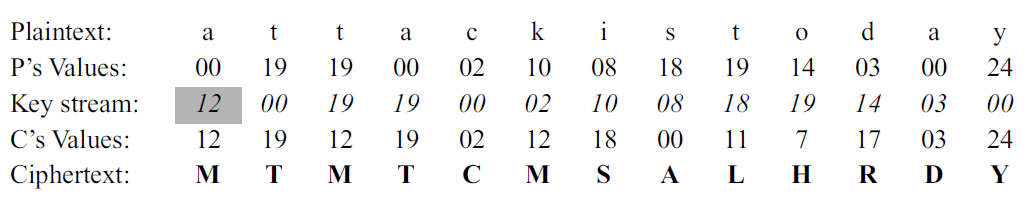 Plaintext: a t t a c k i s t o d a y
P’s Values: 00 19 19 00 02 10 08 18 19 14 03 00 24
Key stream: 12 00 19 19 00 02 10 08 18 19 14 03 00
C’s Values: 12 19 12 19 02 12 18 00 11 7 17 03 24
Ciphertext: M T M T C M S A L H R D Y